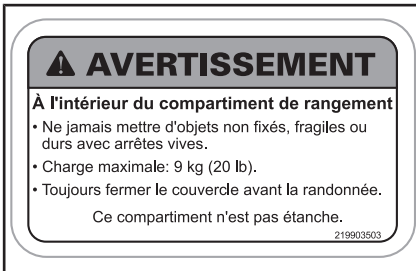 AVERTISSEMENT
À l'intérieur du compartiment de rangement
• Ne jamais mettre d'objets non fixés, fragiles ou
durs avec arrêtes vives.
• Charge maximale: 9 kg (20 lb).
• Toujours fermer le couvercle avant la randonnée.
Ce compartiment n'est pas étanche.
219903503